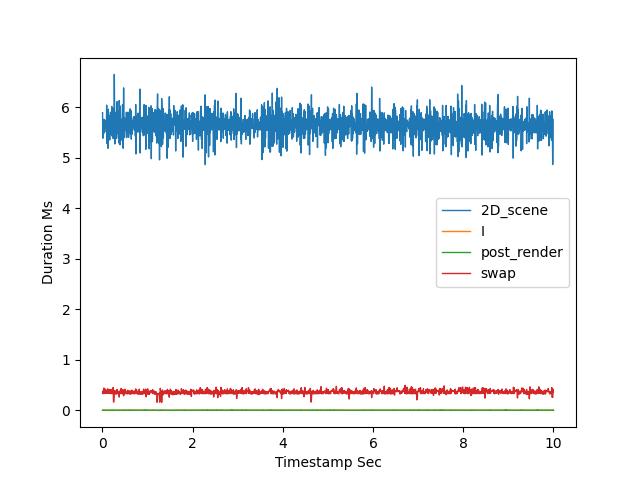 6
5
4
3
2
1
0
Duration Ms
2D_scene
I
post_render
swap
0 2 4 6 8 10
Timestamp Sec